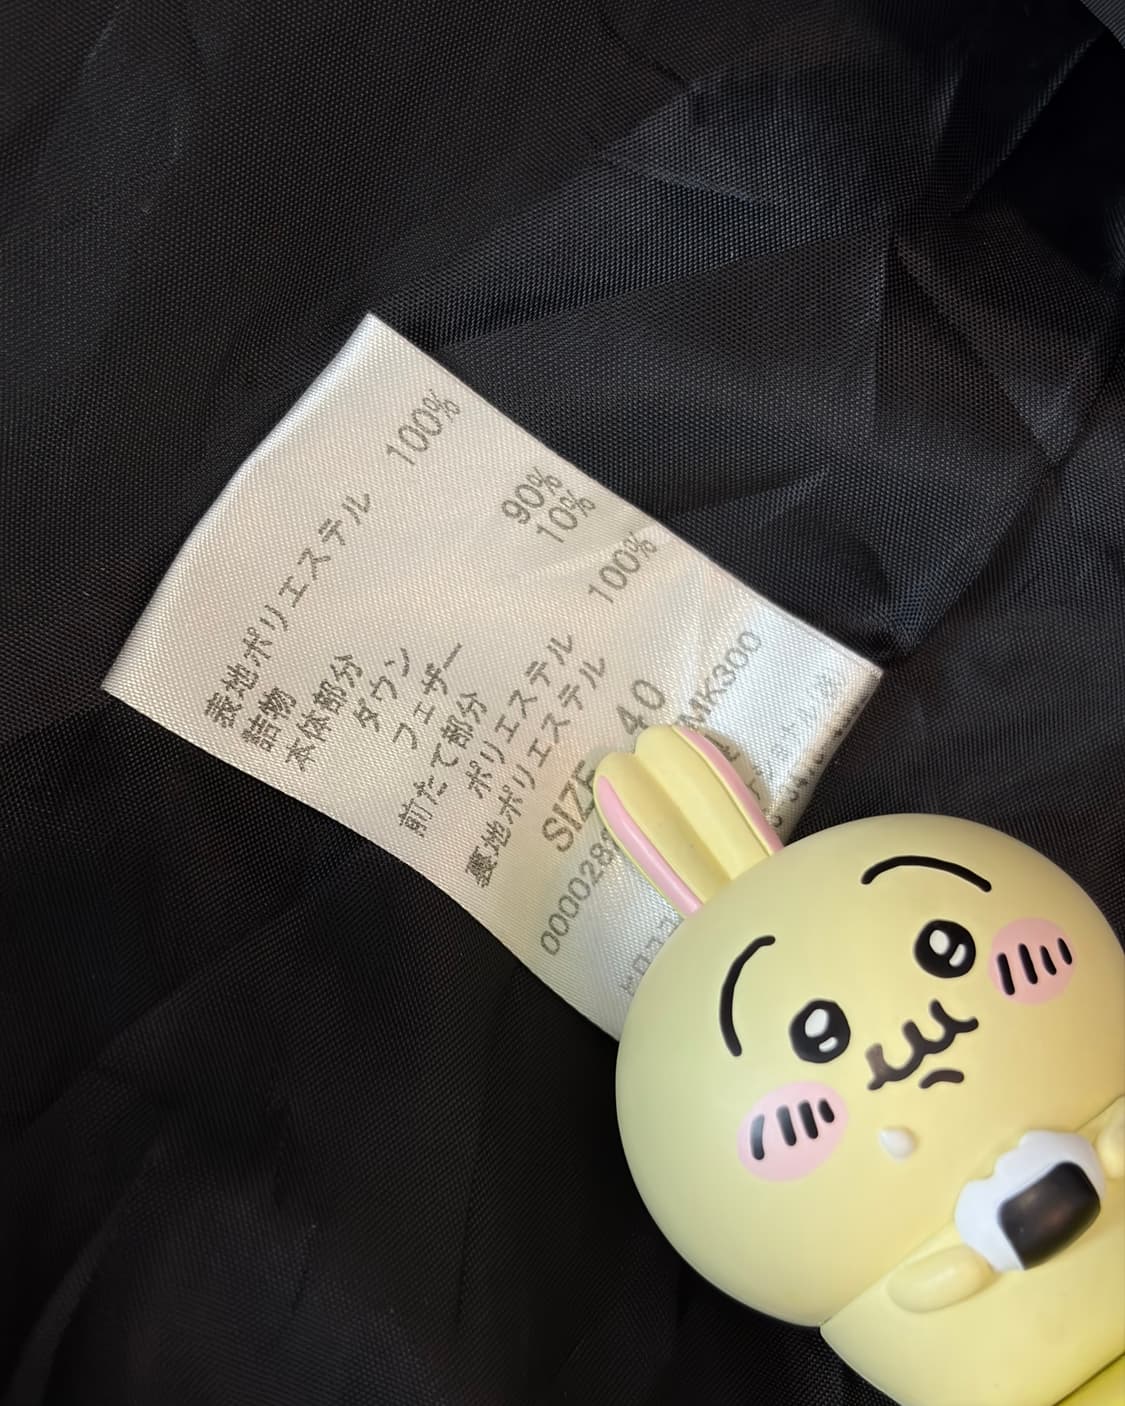 表地ポリエステル 100%
詰物
本体部分
ダウン 90%
フェザー 10%
前たて部分
ポリエステル 100%
裏地ポリエステル
SIZE 40
000028 MK300